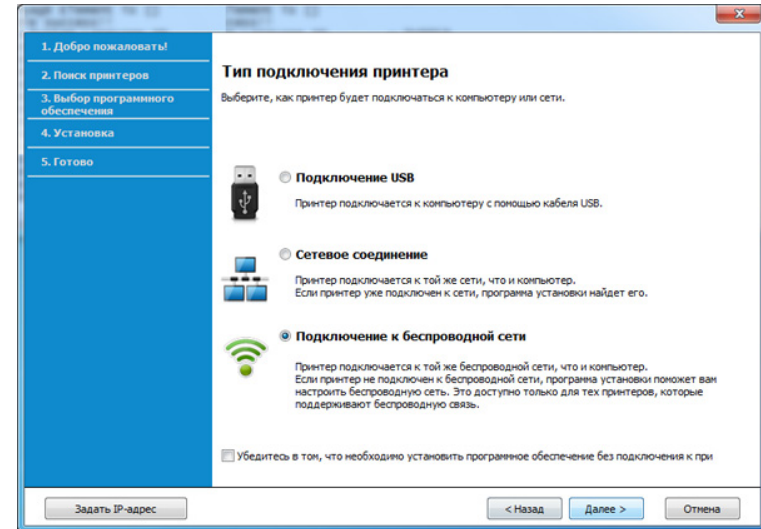 1. Добро пожаловать!
2. Поиск принтеров
3. Выбор программного
обеспечения
4. Установка
5. Готово
Тип подключения принтера
Выберите, как принтер будет подключаться к компьютеру или сети.
Подключение USB
Принтер подключается к компьютеру с помощью кабеля USB.
Сетевое соединение
Принтер подключается к той же сети, что и компьютер.
Если принтер уже подключен к сети, программа установки найдет его.
Подключение к беспроводной сети
Принтер подключается к той же беспроводной сети, что и компьютер.
Если принтер не подключен к беспроводной сети, программа установки поможет вам
настроить беспроводную сеть. Это доступно только для тех принтеров, которые
поддерживают беспроводную связь.
Убедитесь в том, что необходимо установить программное обеспечение без подключения к при
Задать IP-адрес
< Назад
Далее >
Отмена